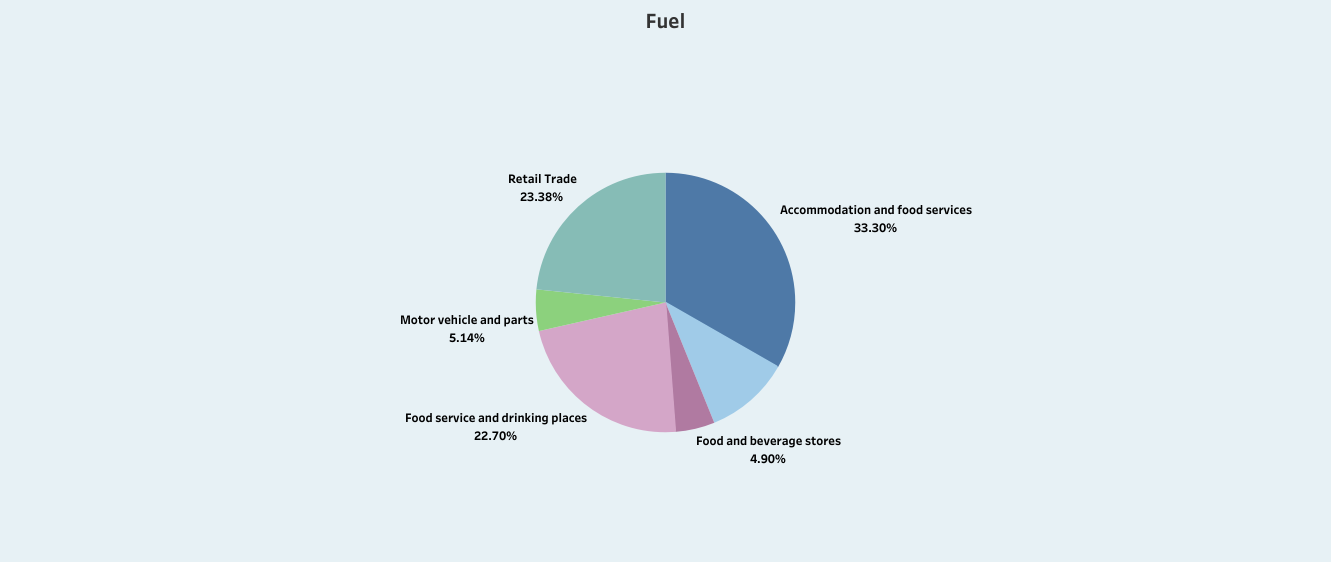 Fuel
Retail Trade
23.38%
Accommodation and food services
33.30%
Motor vehicle and parts
5.14%
Food service and drinking places
22.70%
Food and beverage stores
4.90%